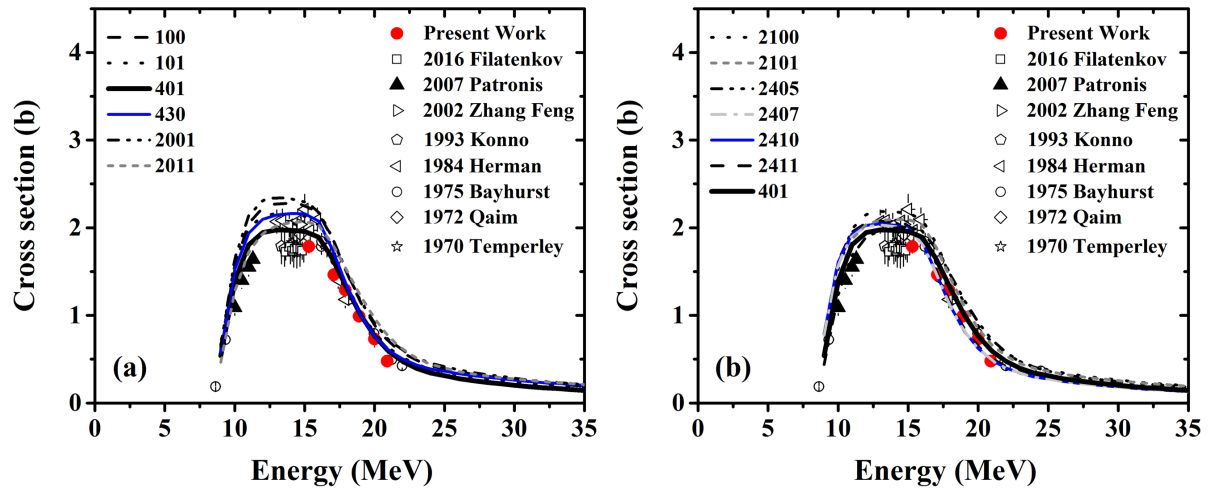 Cross section (b)
4
3
2
1
0
100
101
401
430
2001
2011
Present Work
2016 Filatenkov
2007 Patronis
2002 Zhang Feng
1993 Konno
1984 Herman
1975 Bayhurst
1972 Qaim
1970 Temperley
(a)
0 5 10 15 20 25 30 35
Energy (MeV)
Cross section (b)
4
3
2
1
0
2100
2101
2405
2407
2410
2411
401
Present Work
2016 Filatenkov
2007 Patronis
2002 Zhang Feng
1993 Konno
1984 Herman
1975 Bayhurst
1972 Qaim
1970 Temperley
(b)
0 5 10 15 20 25 30 35
Energy (MeV)